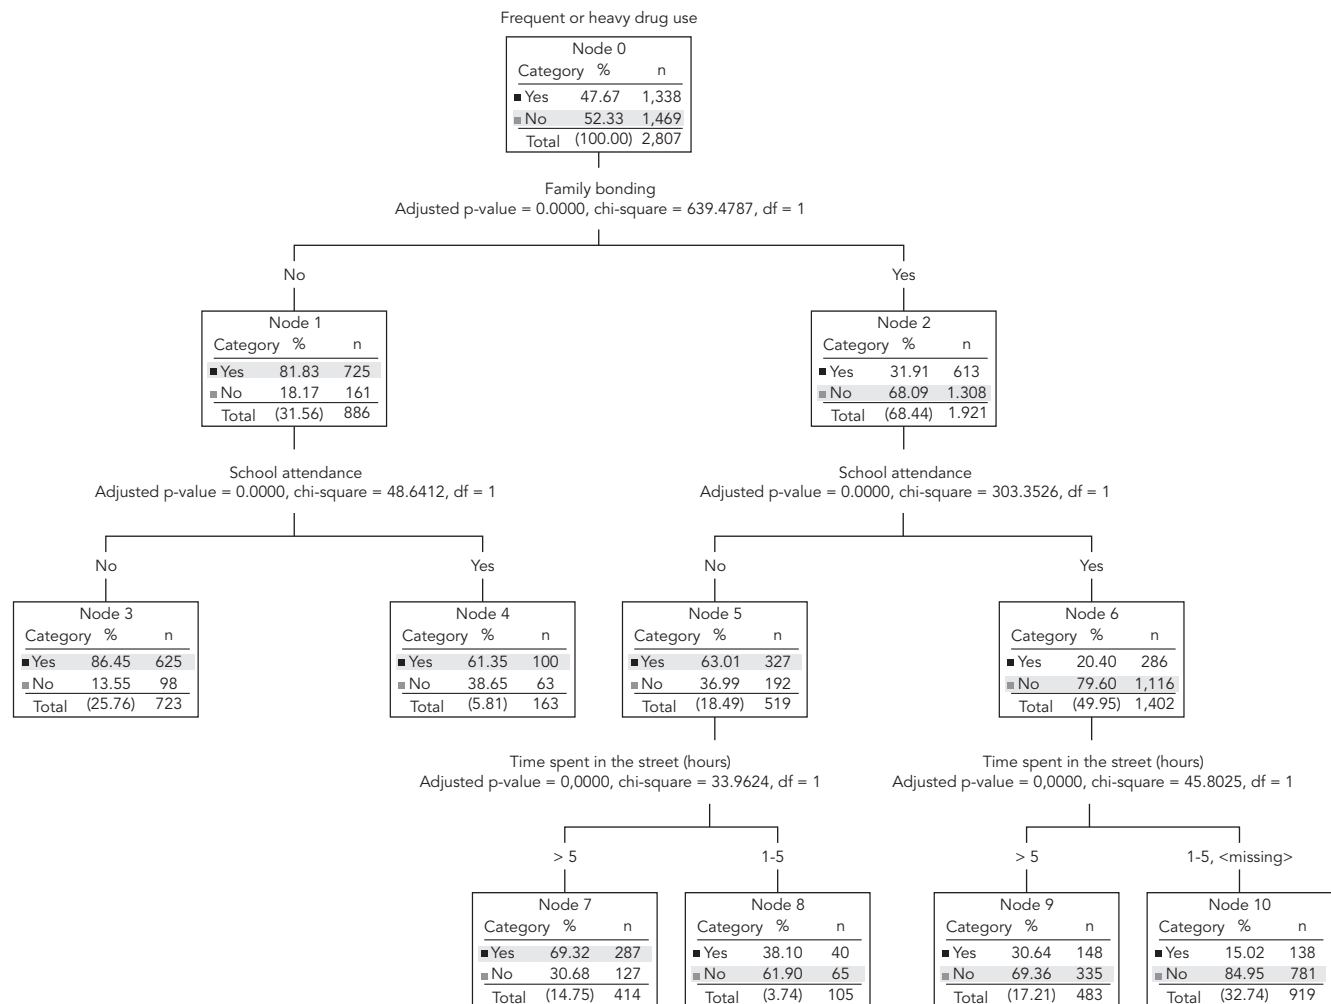 Frequent or heavy drug use
Node 0
Category % n
Yes 47.67 1,338
No 52.33 1,469
Total (100.00) 2,807
Family bonding
Adjusted p-value = 0.0000, chi-square = 639.4787, df = 1
No
Yes
Node 1
Category % n
Yes 81.83 725
No 18.17 161
Total (31.56) 886
Node 2
Category % n
Yes 31.91 613
No 68.09 1.308
Total (68.44) 1.921
School attendance
Adjusted p-value = 0.0000, chi-square = 48.6412, df = 1
School attendance
Adjusted p-value = 0.0000, chi-square = 303.3526, df = 1
No
Yes
No
Yes
Node 3
Category % n
Yes 86.45 625
No 13.55 98
Total (25.76) 723
Node 4
Category % n
Yes 61.35 100
No 38.65 63
Total (5.81) 163
Node 5
Category % n
Yes 63.01 327
No 36.99 192
Total (18.49) 519
Node 6
Category % n
Yes 20.40 286
No 79.60 1,116
Total (49.95) 1,402
Time spent in the street (hours)
Adjusted p-value = 0,0000, chi-square = 33.9624, df = 1
Time spent in the street (hours)
Adjusted p-value = 0,0000, chi-square = 45.8025, df = 1
> 5
1-5
> 5
1-5, <missing>
Node 7
Category % n
Yes 69.32 287
No 30.68 127
Total (14.75) 414
Node 8
Category % n
Yes 38.10 40
No 61.90 65
Total (3.74) 105
Node 9
Category % n
Yes 30.64 148
No 69.36 335
Total (17.21) 483
Node 10
Category % n
Yes 15.02 138
No 84.95 781
Total (32.74) 919